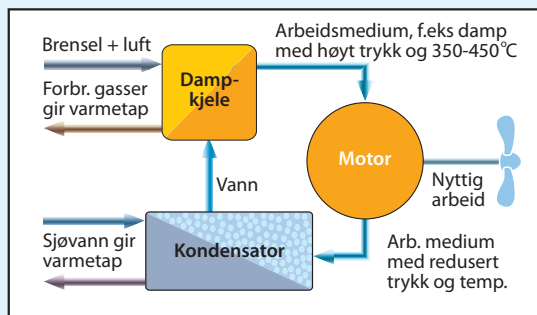 Brensel + luft
Forbr. gasser
gir varmetap
Damp-
kjele
Arbeidsmedium, f.eks damp
med høyt trykk og 350-450°C
Motor
Nyttig
arbeid
Vann
Sjøvann gir
varmetap
Kondensator
Arb. medium
med redusert
trykk og temp.